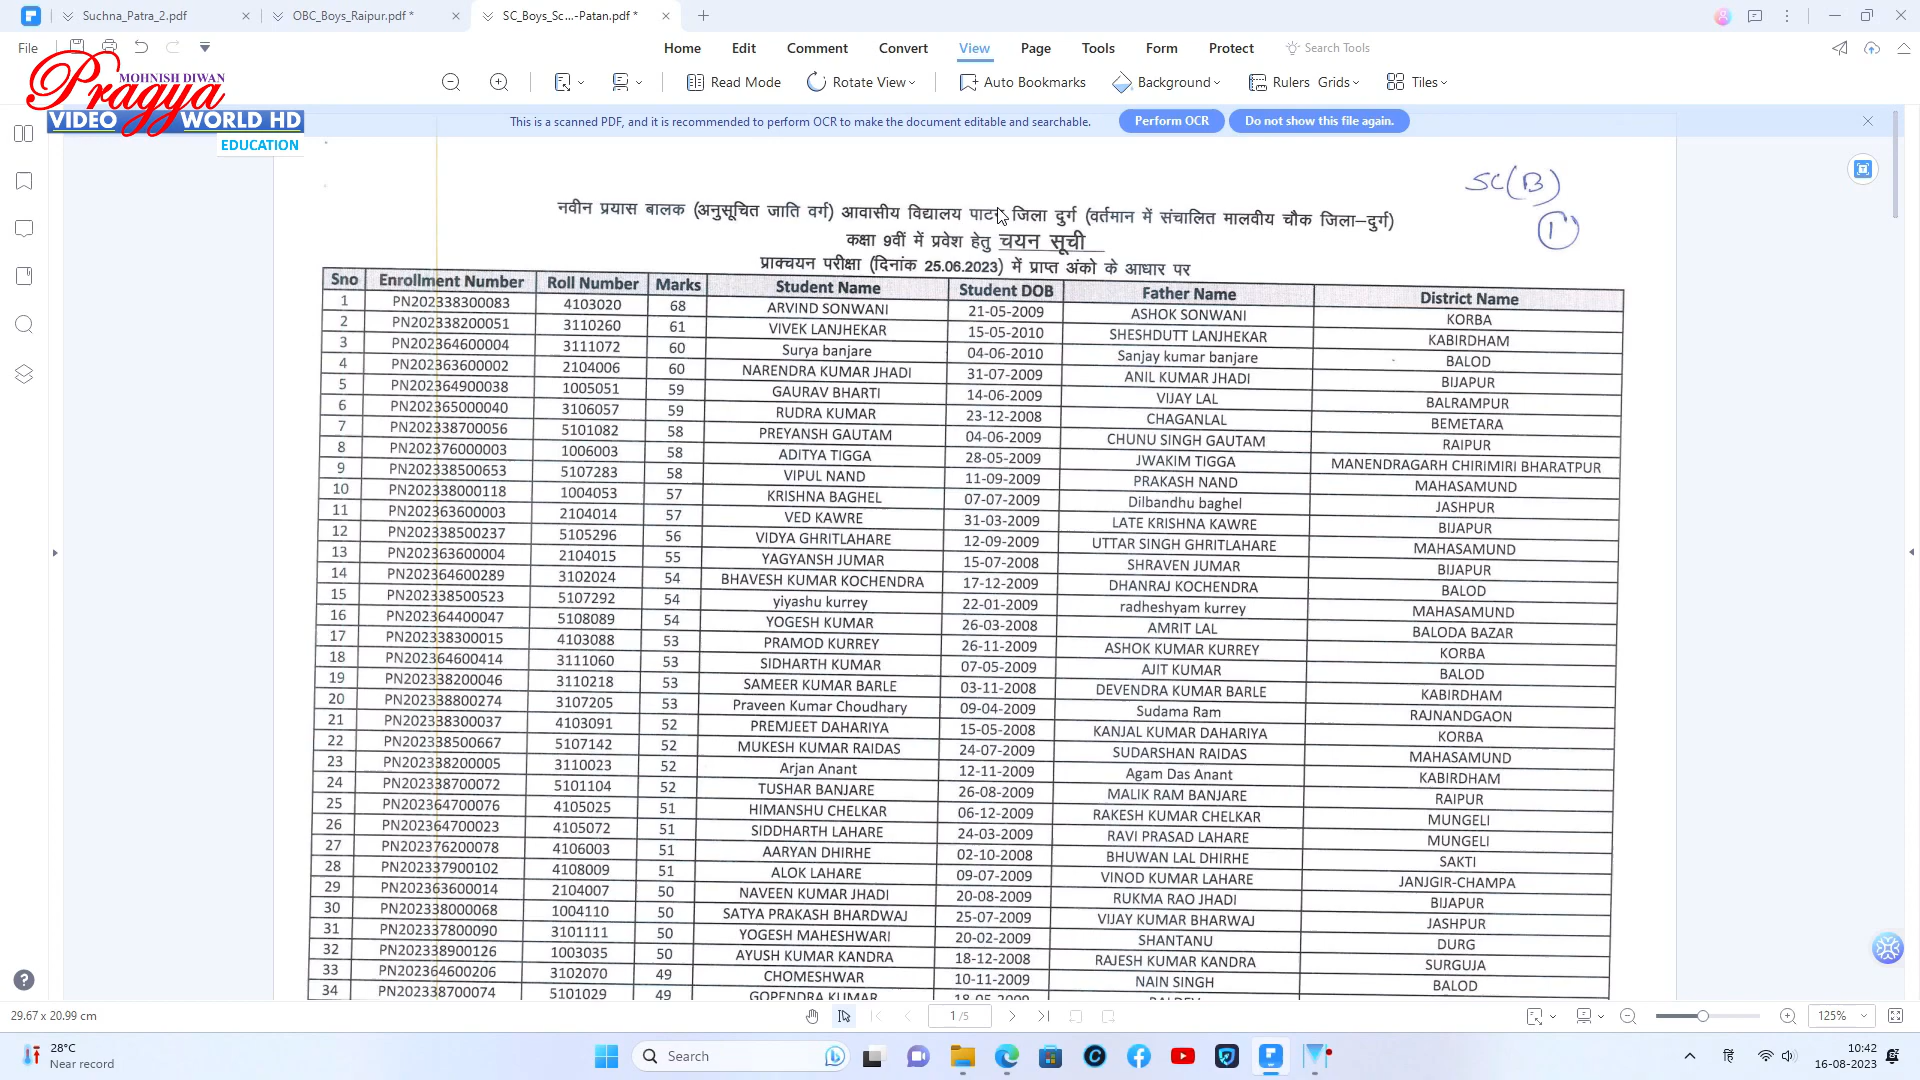 Suchna_Patra_2.pdf
OBC_Boys_Raipur.pdf *
SC_Boys_Sc...-Patan.pdf *
File
Home Edit Comment Convert View Page Tools Form Protect Search Tools
Read Mode Rotate View Auto Bookmarks Background Rulers Grids Tiles
Pragya
MOHNISH DIWAN
VIDEO WORLD HD
EDUCATION
This is a scanned PDF, and it is recommended to perform OCR to make the document editable and searchable. Perform OCR Do not show this file again.
SC(B)
नवीन प्रयास बालक (अनुसूचित जाति वर्ग) आवासीय विद्यालय पाटन जिला दुर्ग (वर्तमान में संचालित मालवीय चौक जिला–दुर्ग)
कक्षा 9वीं में प्रवेश हेतु चयन सूची
प्राक्चयन परीक्षा (दिनांक 25.06.2023) में प्राप्त अंको के आधार पर
Sno Enrollment Number Roll Number Marks Student Name Student DOB Father Name District Name
1 PN202338300083 4103020 68 ARVIND SONWANI 21-05-2009 ASHOK SONWANI KORBA
2 PN202338200051 3110260 61 VIVEK LANJHEKAR 15-05-2010 SHESHDUTT LANJHEKAR KABIRDHAM
3 PN202364600004 3111072 60 Surya banjare 04-06-2010 Sanjay kumar banjare BALOD
4 PN202363600002 2104006 60 NARENDRA KUMAR JHADI 31-07-2009 ANIL KUMAR JHADI BIJAPUR
5 PN202364900038 1005051 59 GAURAV BHARTI 14-06-2009 VIJAY LAL BALRAMPUR
6 PN202365000040 3106057 59 RUDRA KUMAR 23-12-2008 CHAGANLAL BEMETARA
7 PN202338700056 5101082 58 PREYANSH GAUTAM 04-06-2009 CHUNU SINGH GAUTAM RAIPUR
8 PN202376000003 1006003 58 ADITYA TIGGA 28-05-2009 JWAKIM TIGGA MANENDRAGARH CHIRIMIRI BHARATPUR
9 PN202338500653 5107283 58 VIPUL NAND 11-09-2009 PRAKASH NAND MAHASAMUND
10 PN202338000118 1004053 57 KRISHNA BAGHEL 07-07-2009 Dilbandhu baghel JASHPUR
11 PN202363600003 2104014 57 VED KAWRE 31-03-2009 LATE KRISHNA KAWRE BIJAPUR
12 PN202338500237 5105296 56 VIDYA GHRITLAHARE 12-09-2009 UTTAR SINGH GHRITLAHARE MAHASAMUND
13 PN202363600004 2104015 55 YAGYANSH JUMAR 15-07-2008 SHRAVEN JUMAR BIJAPUR
14 PN202364600289 3102024 54 BHAVESH KUMAR KOCHENDRA 17-12-2009 DHANRAJ KOCHENDRA BALOD
15 PN202338500523 5107292 54 yiyashu kurrey 22-01-2009 radheshyam kurrey MAHASAMUND
16 PN202364400047 5108089 54 YOGESH KUMAR 26-03-2008 AMRIT LAL BALODA BAZAR
17 PN202338300015 4103088 53 PRAMOD KURREY 26-11-2009 ASHOK KUMAR KURREY KORBA
18 PN202364600414 3111060 53 SIDHARTH KUMAR 07-05-2009 AJIT KUMAR BALOD
19 PN202338200046 3110218 53 SAMEER KUMAR BARLE 03-11-2008 DEVENDRA KUMAR BARLE KABIRDHAM
20 PN202338800274 3107205 53 Praveen Kumar Choudhary 09-04-2009 Sudama Ram RAJNANDGAON
21 PN202338300037 4103091 52 PREMJEET DAHARIYA 15-05-2008 KANJAL KUMAR DAHARIYA KORBA
22 PN202338500667 5107142 52 MUKESH KUMAR RAIDAS 24-07-2009 SUDARSHAN RAIDAS MAHASAMUND
23 PN202338200005 3110023 52 Arjan Anant 12-11-2009 Agam Das Anant KABIRDHAM
24 PN202338700072 5101104 52 TUSHAR BANJARE 26-08-2009 MALIK RAM BANJARE RAIPUR
25 PN202364700076 4105025 51 HIMANSHU CHELKAR 06-12-2009 RAKESH KUMAR CHELKAR MUNGELI
26 PN202364700023 4105072 51 SIDDHARTH LAHARE 24-03-2009 RAVI PRASAD LAHARE MUNGELI
27 PN202376200078 4106003 51 AARYAN DHIRHE 02-10-2008 BHUWAN LAL DHIRHE SAKTI
28 PN202337900102 4108009 51 ALOK LAHARE 09-07-2009 VINOD KUMAR LAHARE JANJGIR-CHAMPA
29 PN202363600014 2104007 50 NAVEEN KUMAR JHADI 20-08-2009 RUKMA RAO JHADI BIJAPUR
30 PN202338000068 1004110 50 SATYA PRAKASH BHARDWAJ 25-07-2009 VIJAY KUMAR BHARWAJ JASHPUR
31 PN202337800090 3101111 50 YOGESH MAHESHWARI 20-02-2009 SHANTANU DURG
32 PN202338900126 1003035 50 AYUSH KUMAR KANDRA 18-12-2008 RAJESH KUMAR KANDRA SURGUJA
33 PN202364600206 3102070 49 CHOMESHWAR 10-11-2009 NAIN SINGH BALOD
34 PN202338700074 5101029 49 GOPENDRA KUMAR
29.67 x 20.99 cm 1 /5 125%
28°C
Near record
Search
10:42
16-08-2023